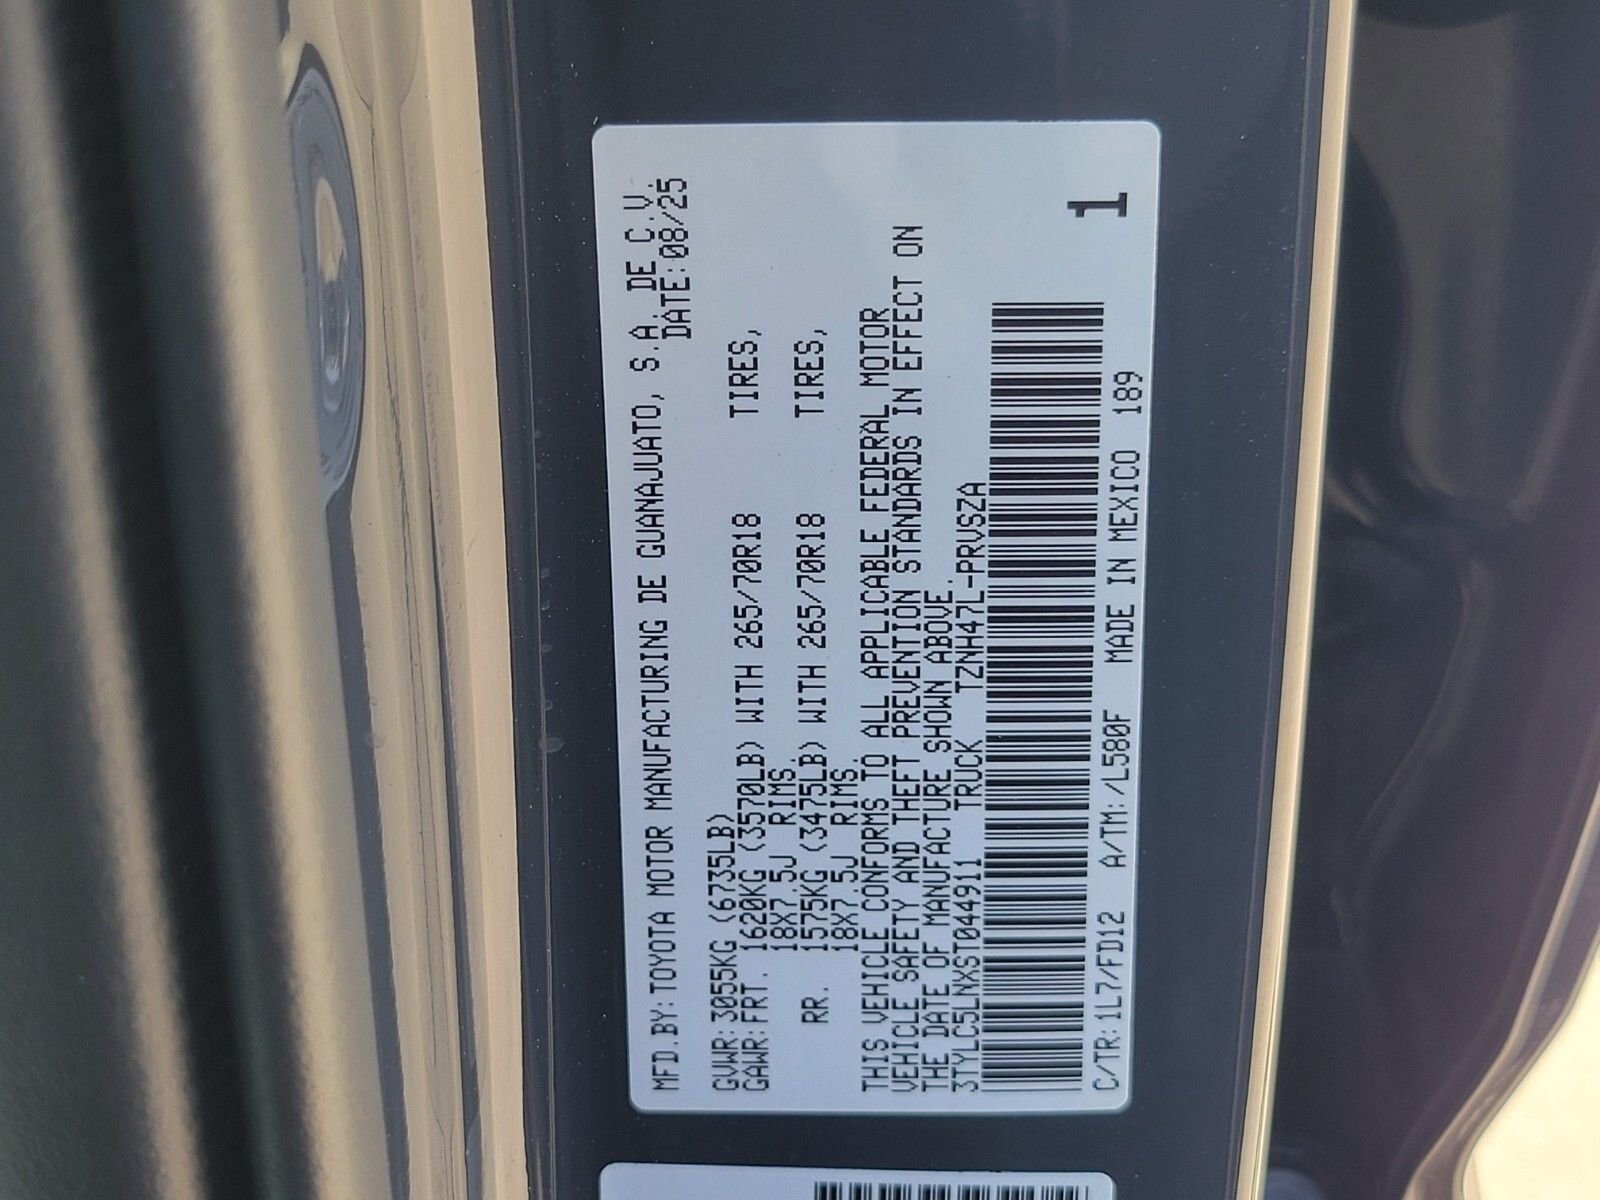 MFD.BY:TOYOTA MOTOR MANUFACTURING DE GUANAJUATO, S.A. DE C.V.
DATE:08/25
GVWR:3055KG (6735LB)
GAWR:FRT. 1620KG (3570LB) WITH 265/70R18 TIRES,
18X7.5J RIMS.
RR. 1575KG (3475LB) WITH 265/70R18 TIRES,
18X7.5J RIMS.
THIS VEHICLE CONFORMS TO ALL APPLICABLE FEDERAL MOTOR
VEHICLE SAFETY AND THEFT PREVENTION STANDARDS IN EFFECT ON
THE DATE OF MANUFACTURE SHOWN ABOVE.
3TYLC5LNXST044911 TRUCK TZNH47L-PRVSZA
1
C/TR:1L7/FD12 A/TM:/L580F MADE IN MEXICO 189